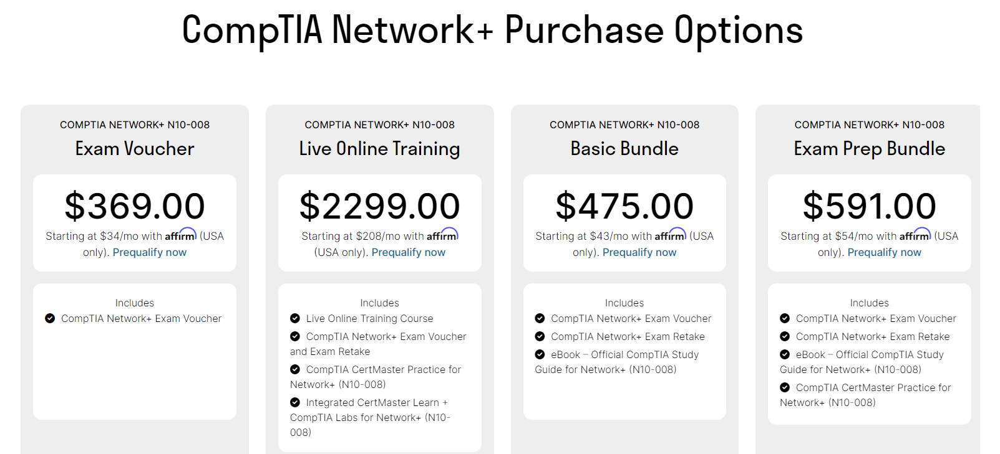 CompTIA Network+ Purchase Options
COMPTIA NETWORK+ N10-008
Exam Voucher
$369.00
Starting at $34/mo with affirm (USA
only). Prequalify now
Includes
CompTIA Network+ Exam Voucher
COMPTIA NETWORK+ N10-008
Live Online Training
$2299.00
Starting at $208/mo with affirm
(USA only). Prequalify now
Includes
Live Online Training Course
CompTIA Network+ Exam Voucher
and Exam Retake
CompTIA CertMaster Practice for
Network+ (N10-008)
Integrated CertMaster Learn +
CompTIA Labs for Network+ (N10-
008)
COMPTIA NETWORK+ N10-008
Basic Bundle
$475.00
Starting at $43/mo with affirm (USA
only). Prequalify now
Includes
CompTIA Network+ Exam Voucher
CompTIA Network+ Exam Retake
eBook – Official CompTIA Study
Guide for Network+ (N10-008)
COMPTIA NETWORK+ N10-008
Exam Prep Bundle
$591.00
Starting at $54/mo with affirm (USA
only). Prequalify now
Includes
CompTIA Network+ Exam Voucher
CompTIA Network+ Exam Retake
eBook – Official CompTIA Study
Guide for Network+ (N10-008)
CompTIA CertMaster Practice for
Network+ (N10-008)